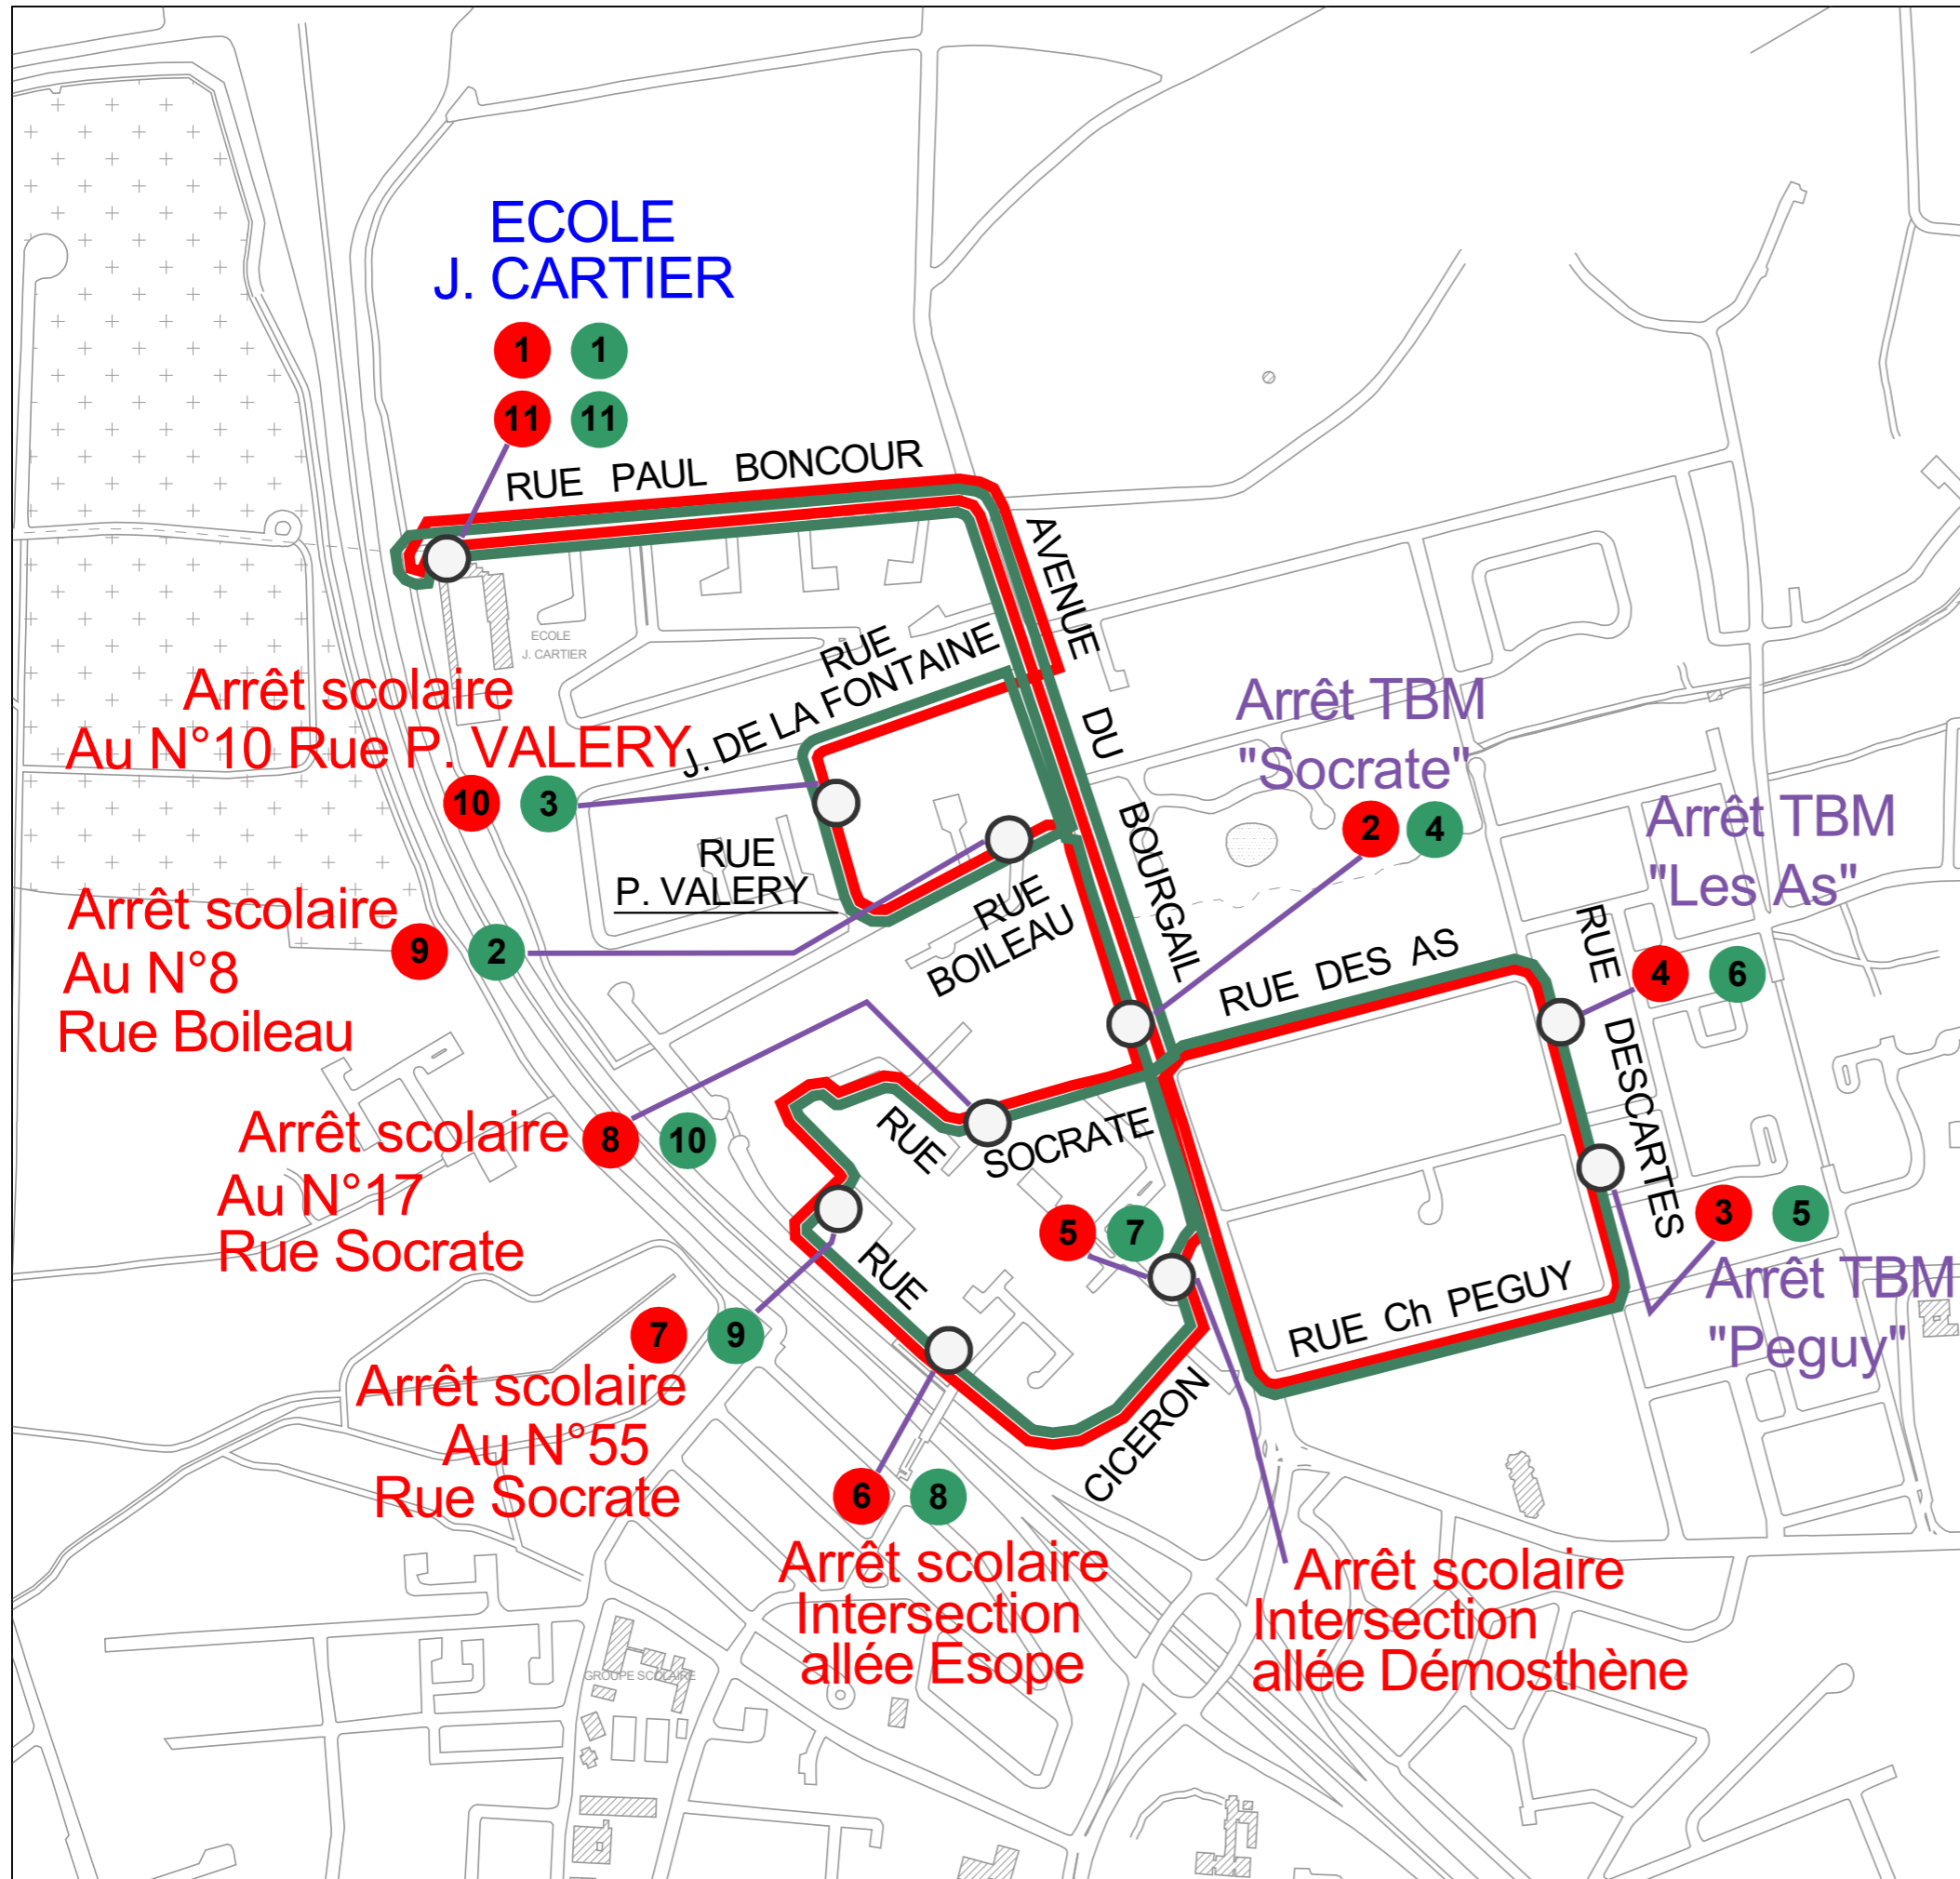 ECOLE
J. CARTIER
1 1
11 11
RUE PAUL BONCOUR
AVENUE DU BOURGAIL
ECOLE
J. CARTIER
RUE
J. DE LA FONTAINE
Arrêt scolaire
Au N°10 Rue P. VALERY
10 3
Arrêt TBM
"Socrate"
2 4
Arrêt TBM
"Les As"
4 6
RUE
P. VALERY
RUE
BOILEAU
Arrêt scolaire
9 2
Au N°8
Rue Boileau
RUE DES AS
RUE DESCARTES
Arrêt scolaire
8 10
Au N°17
Rue Socrate
RUE SOCRATE
3 5
Arrêt TBM
"Peguy"
5 7
RUE CICERON
RUE Ch PEGUY
7 9
Arrêt scolaire
Au N°55
Rue Socrate
6 8
Arrêt scolaire
Intersection
allée Esope
Arrêt scolaire
Intersection
allée Démosthène
GROUPE SCOLAIRE